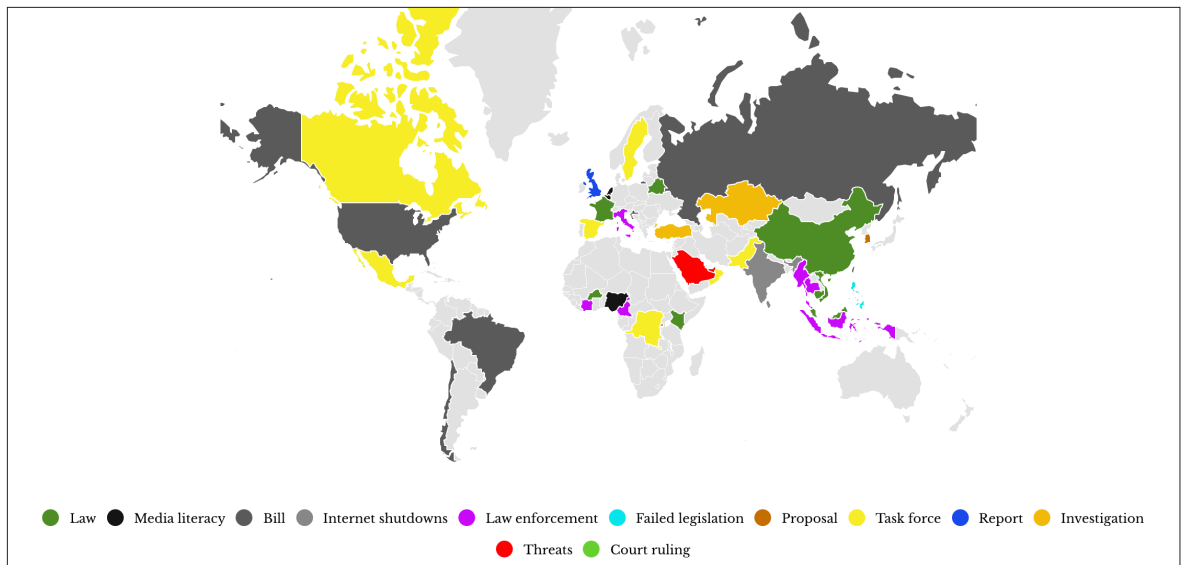 Law Media literacy Bill Internet shutdowns Law enforcement Failed legislation Proposal Task force Report Investigation
Threats Court ruling